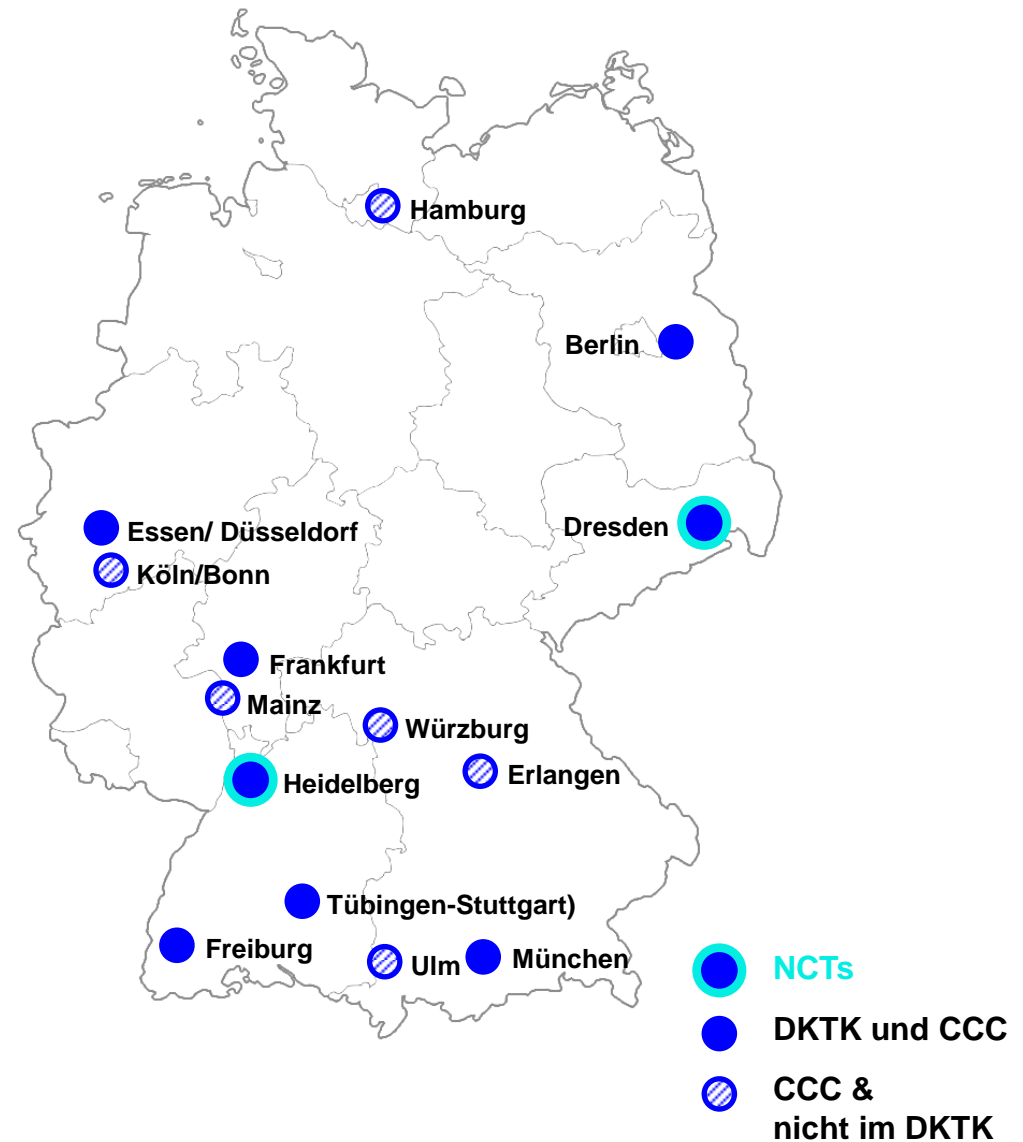 Hamburg
Berlin
Essen/ Düsseldorf
Dresden
Köln/Bonn
Frankfurt
Mainz
Würzburg
Erlangen
Heidelberg
Tübingen-Stuttgart)
Freiburg
Ulm
München
NCTs
DKTK und CCC
CCC &
nicht im DKTK